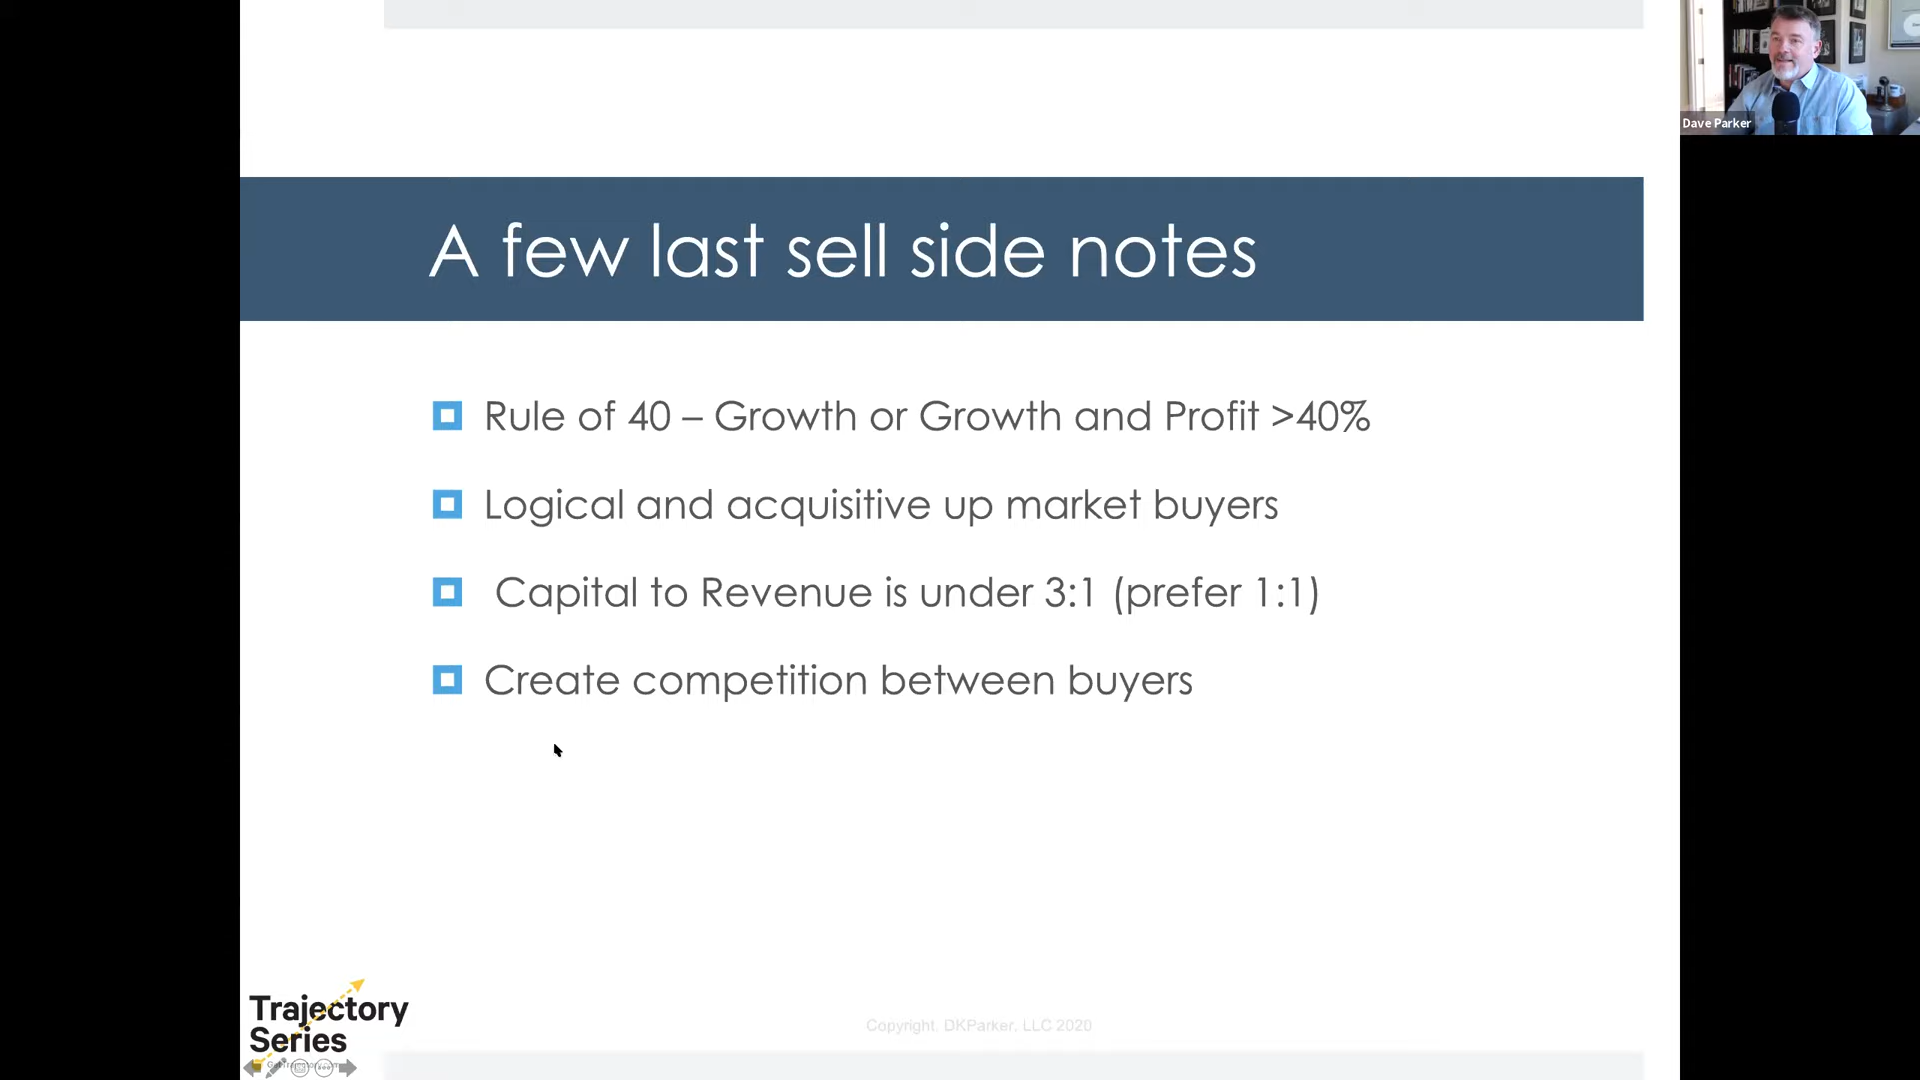 Dave Parker
A few last sell side notes
Rule of 40 – Growth or Growth and Profit >40%
Logical and acquisitive up market buyers
Capital to Revenue is under 3:1 (prefer 1:1)
Create competition between buyers
Trajectory
Series
Copyright, DKParker, LLC 2020